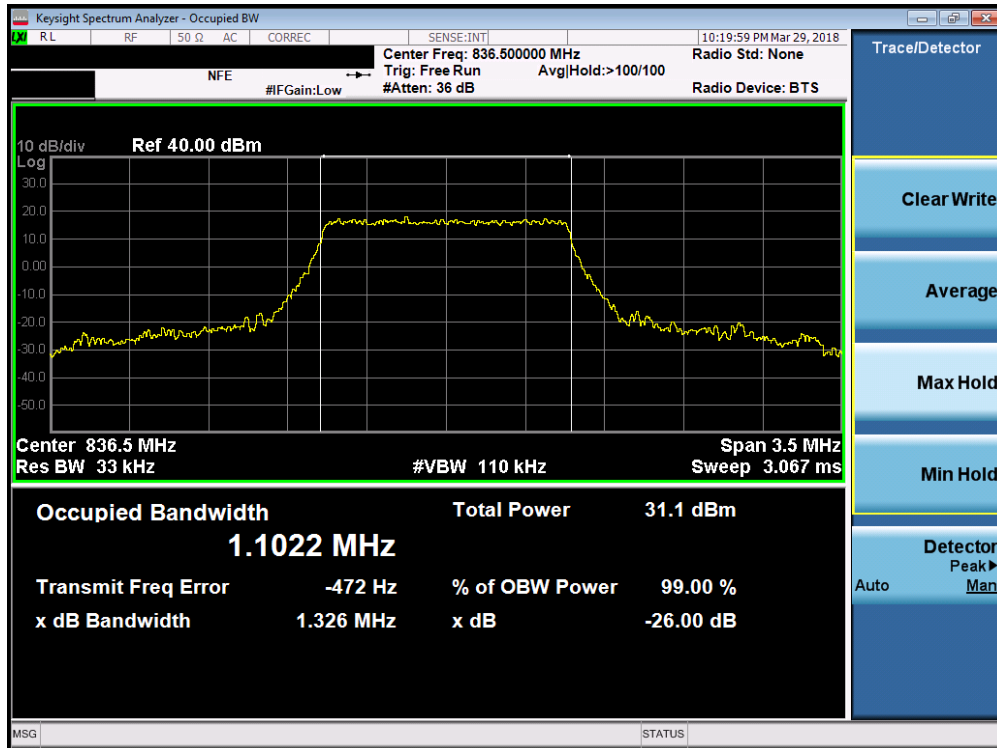 Keysight Spectrum Analyzer - Occupied BW
LXI RL RF 50 Ω AC CORREC SENSE:INT 10:19:59 PM Mar 29, 2018
Center Freq: 836.500000 MHz Radio Std: None
NFE Trig: Free Run Avg|Hold:>100/100
#IFGain:Low #Atten: 36 dB Radio Device: BTS
10 dB/div Ref 40.00 dBm
Log
30.0
20.0
10.0
0.00
-10.0
-20.0
-30.0
-40.0
-50.0
Center 836.5 MHz Span 3.5 MHz
Res BW 33 kHz #VBW 110 kHz Sweep 3.067 ms
Occupied Bandwidth Total Power 31.1 dBm
1.1022 MHz
Transmit Freq Error -472 Hz % of OBW Power 99.00 %
x dB Bandwidth 1.326 MHz x dB -26.00 dB
Trace/Detector
Clear Write
Average
Max Hold
Min Hold
Detector
Peak▶
Auto Man
MSG STATUS